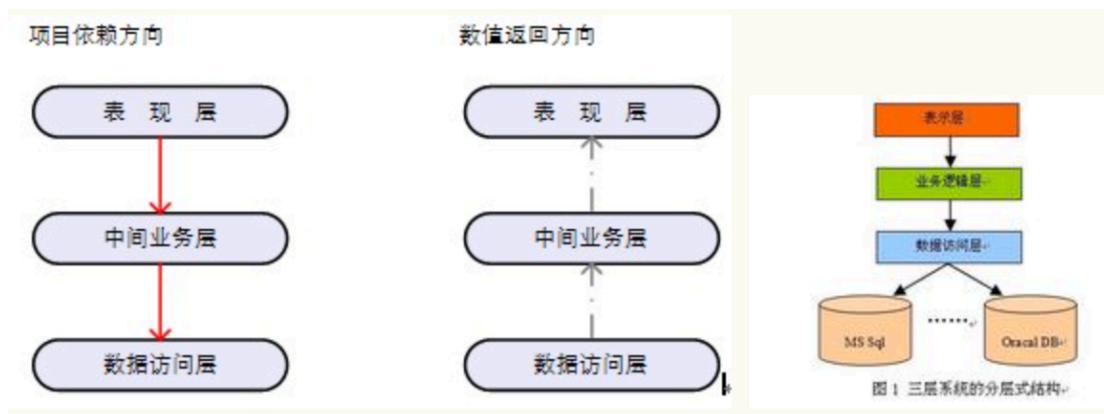 项目依赖方向
表 现 层
中间业务层
数据访问层
数值返回方向
表 现 层
中间业务层
数据访问层
表示层
业务逻辑层
数据访问层
MS Sql
......
Oracal DB
图 1 三层系统的分层式结构